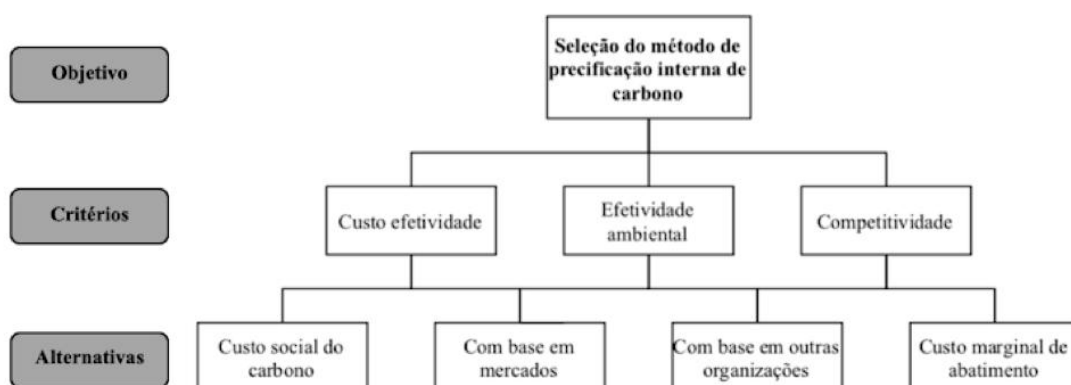 Objetivo
Seleção do método de
precificação interna de
carbono
Critérios
Custo efetividade
Efetividade
ambiental
Competitividade
Alternativas
Custo social do
carbono
Com base em
mercados
Com base em outras
organizações
Custo marginal de
abatimento